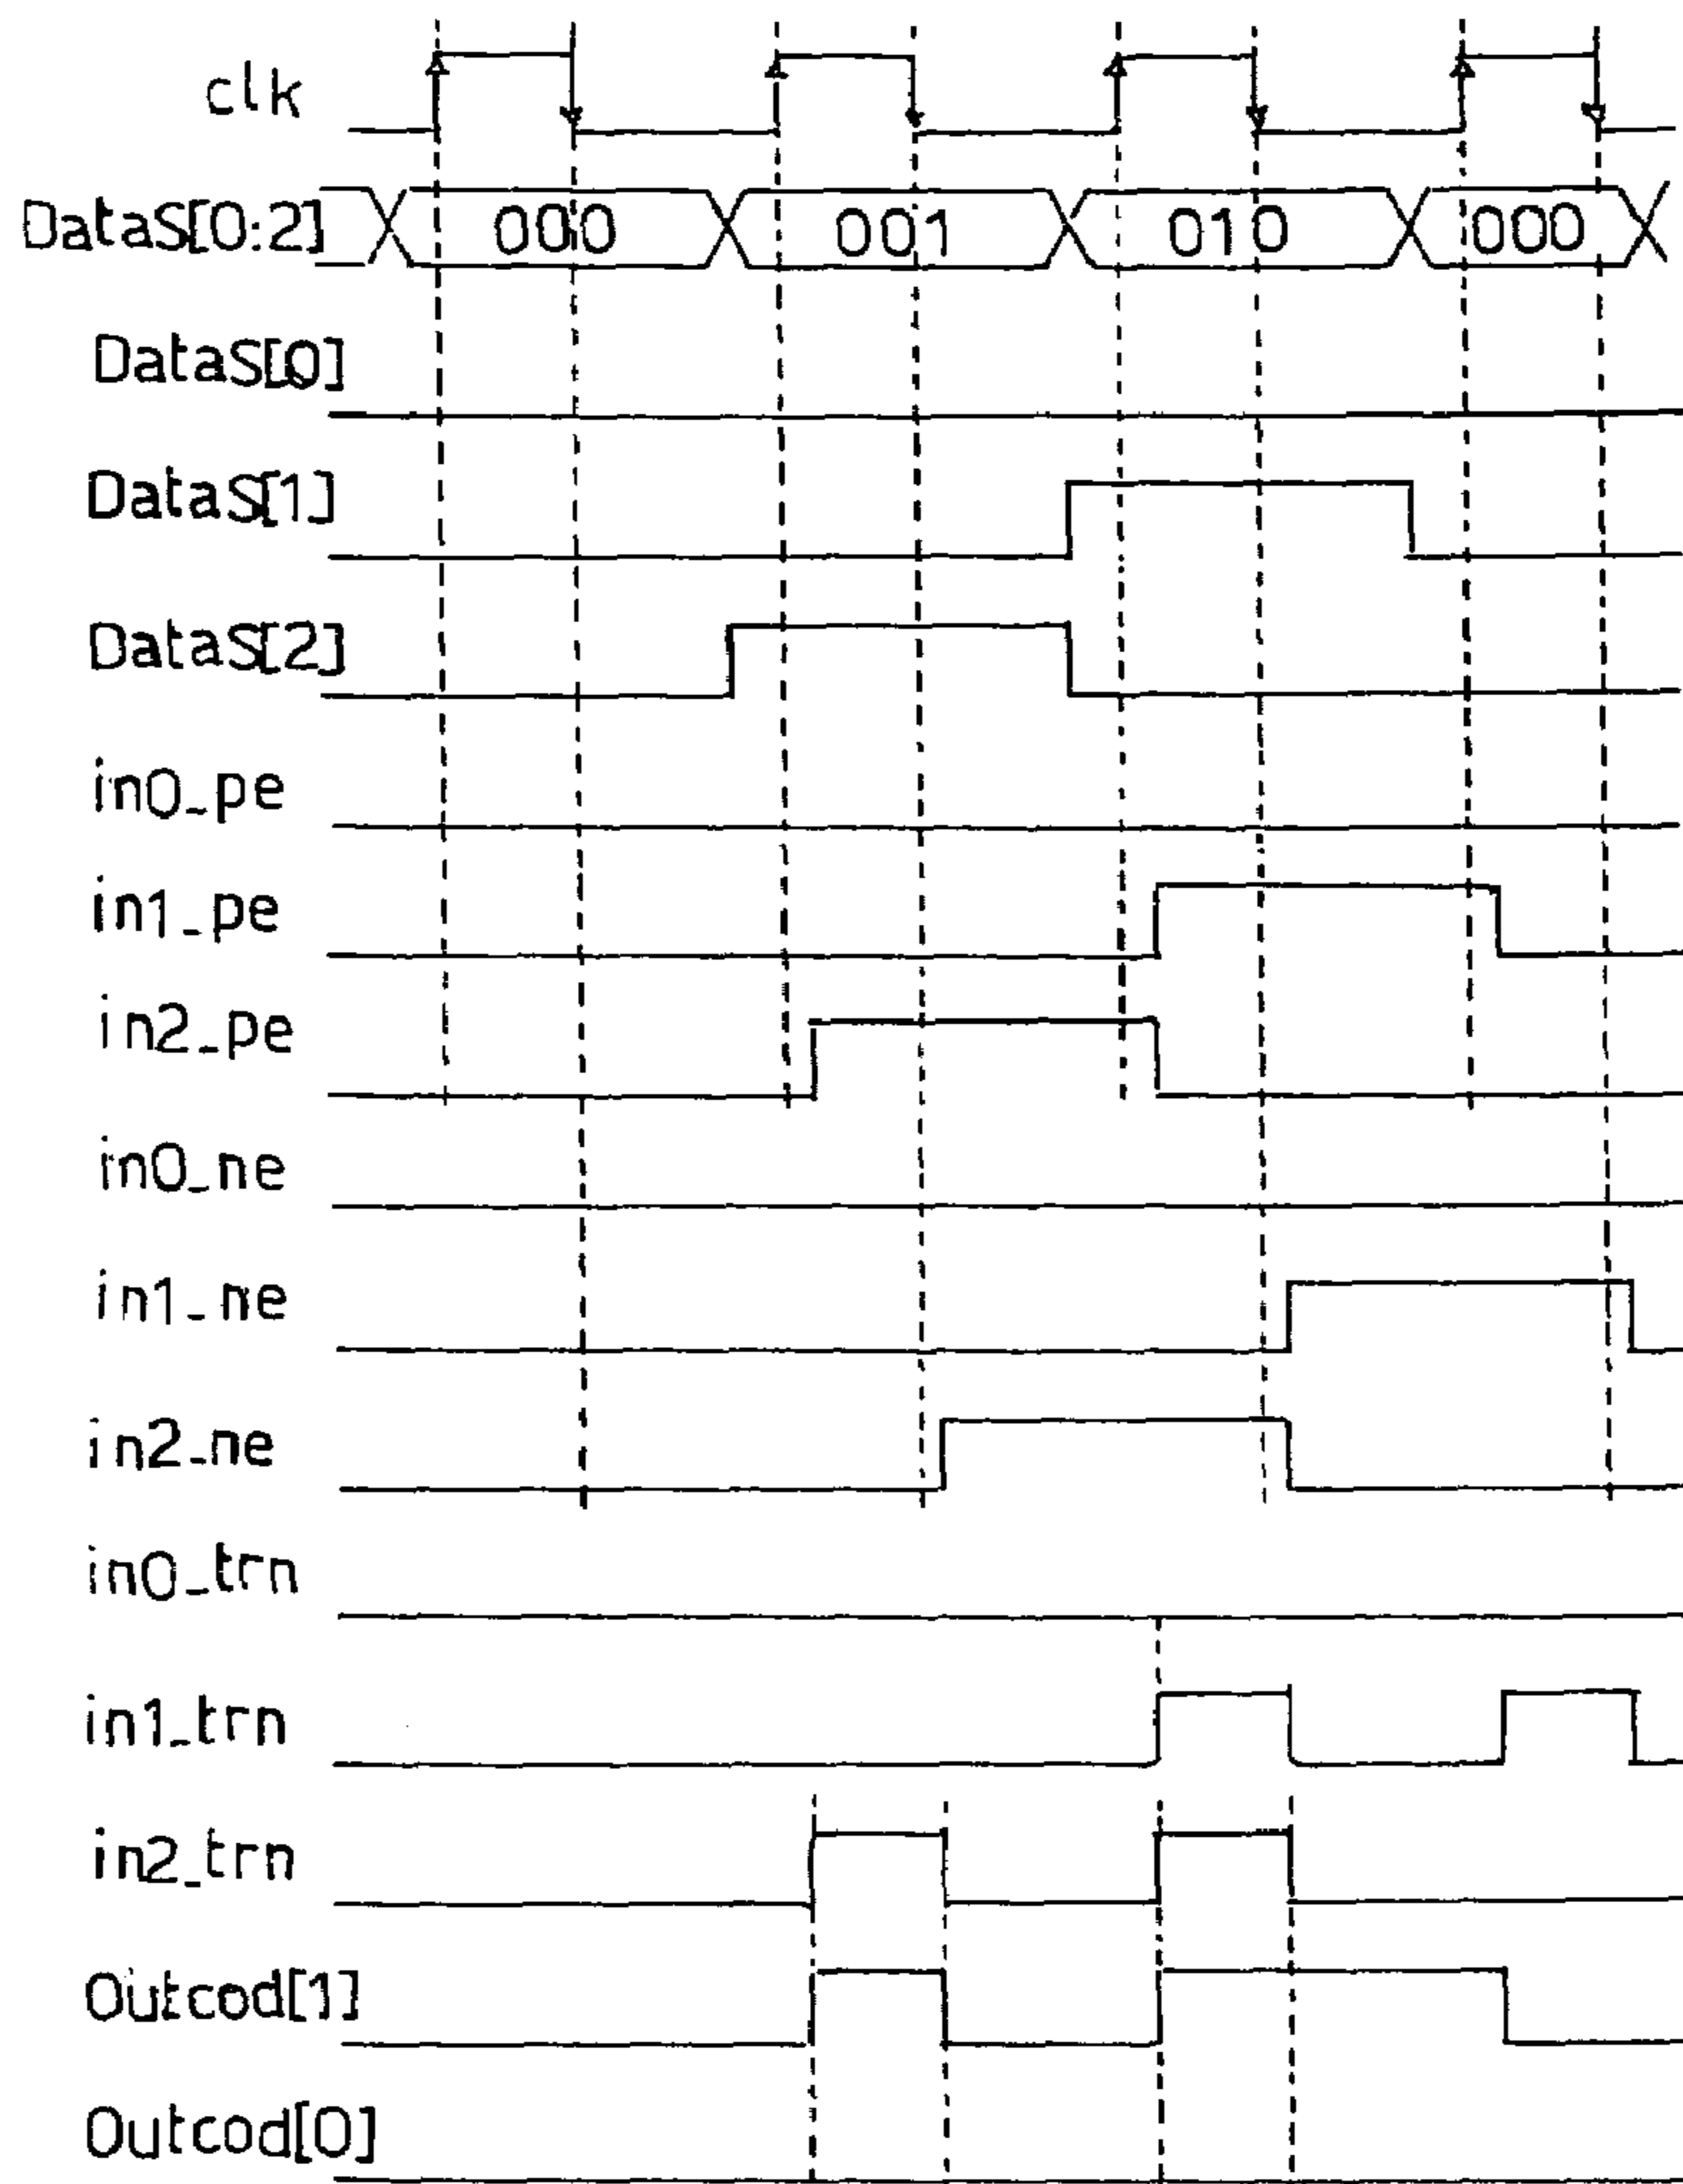 clk
DataS[0:2] 000 001 010 000
DataS[0]
DataS[1]
DataS[2]
in0_pe
in1_pe
in2_pe
in0_ne
in1_ne
in2_ne
in0_trn
in1_trn
in2_trn
Outcod[1]
Outcod[0]